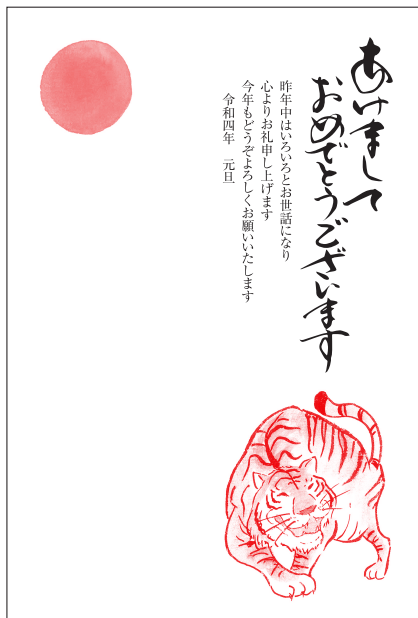 あけまして
おめでとうございます
昨年中はいろいろとお世話になり
心よりお礼申し上げます
今年もどうぞよろしくお願いいたします
令和四年　元旦